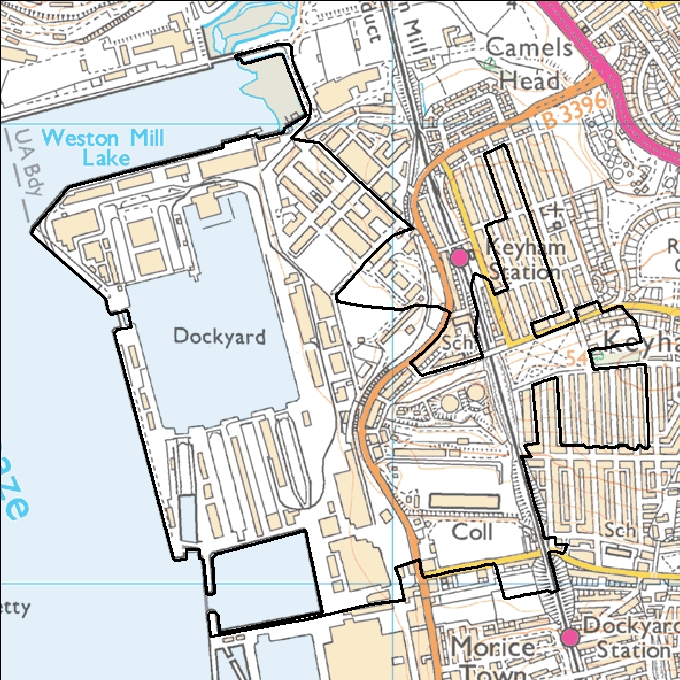 duct
n Mill
Camels
Head
B 3396
Weston Mill
Lake
UA Bdy
Keyham
Station
R
Dockyard
Sch
Keyha
54
aze
Coll
Sch
etty
Dockyard
Station
Morice
Town